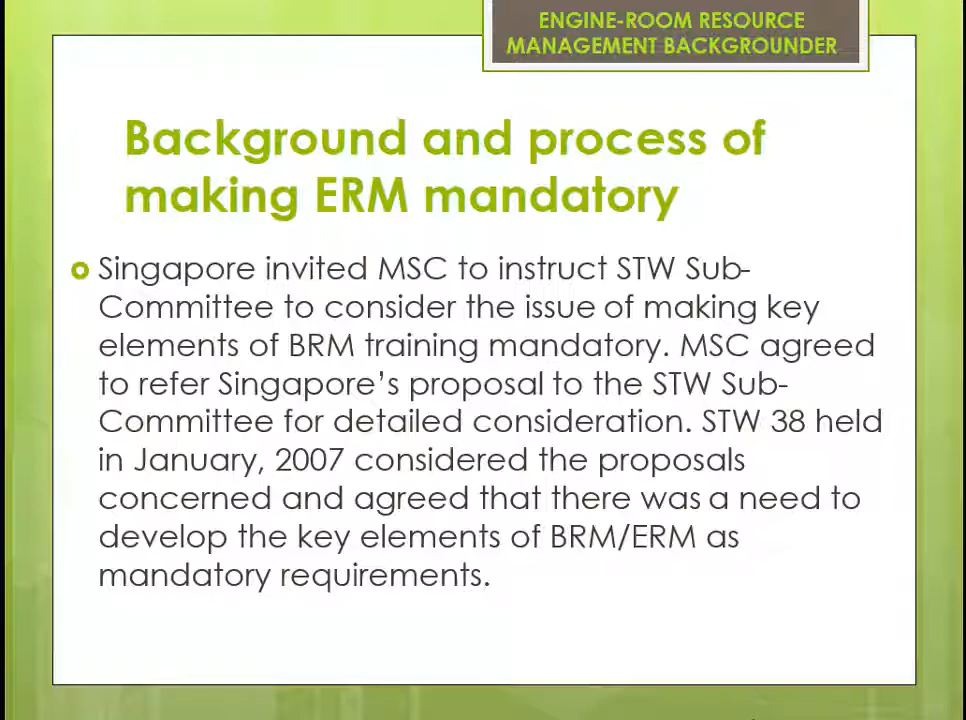 ENGINE-ROOM RESOURCE
MANAGEMENT BACKGROUNDER
Background and process of
making ERM mandatory
Singapore invited MSC to instruct STW Sub-
Committee to consider the issue of making key
elements of BRM training mandatory. MSC agreed
to refer Singapore’s proposal to the STW Sub-
Committee for detailed consideration. STW 38 held
in January, 2007 considered the proposals
concerned and agreed that there was a need to
develop the key elements of BRM/ERM as
mandatory requirements.